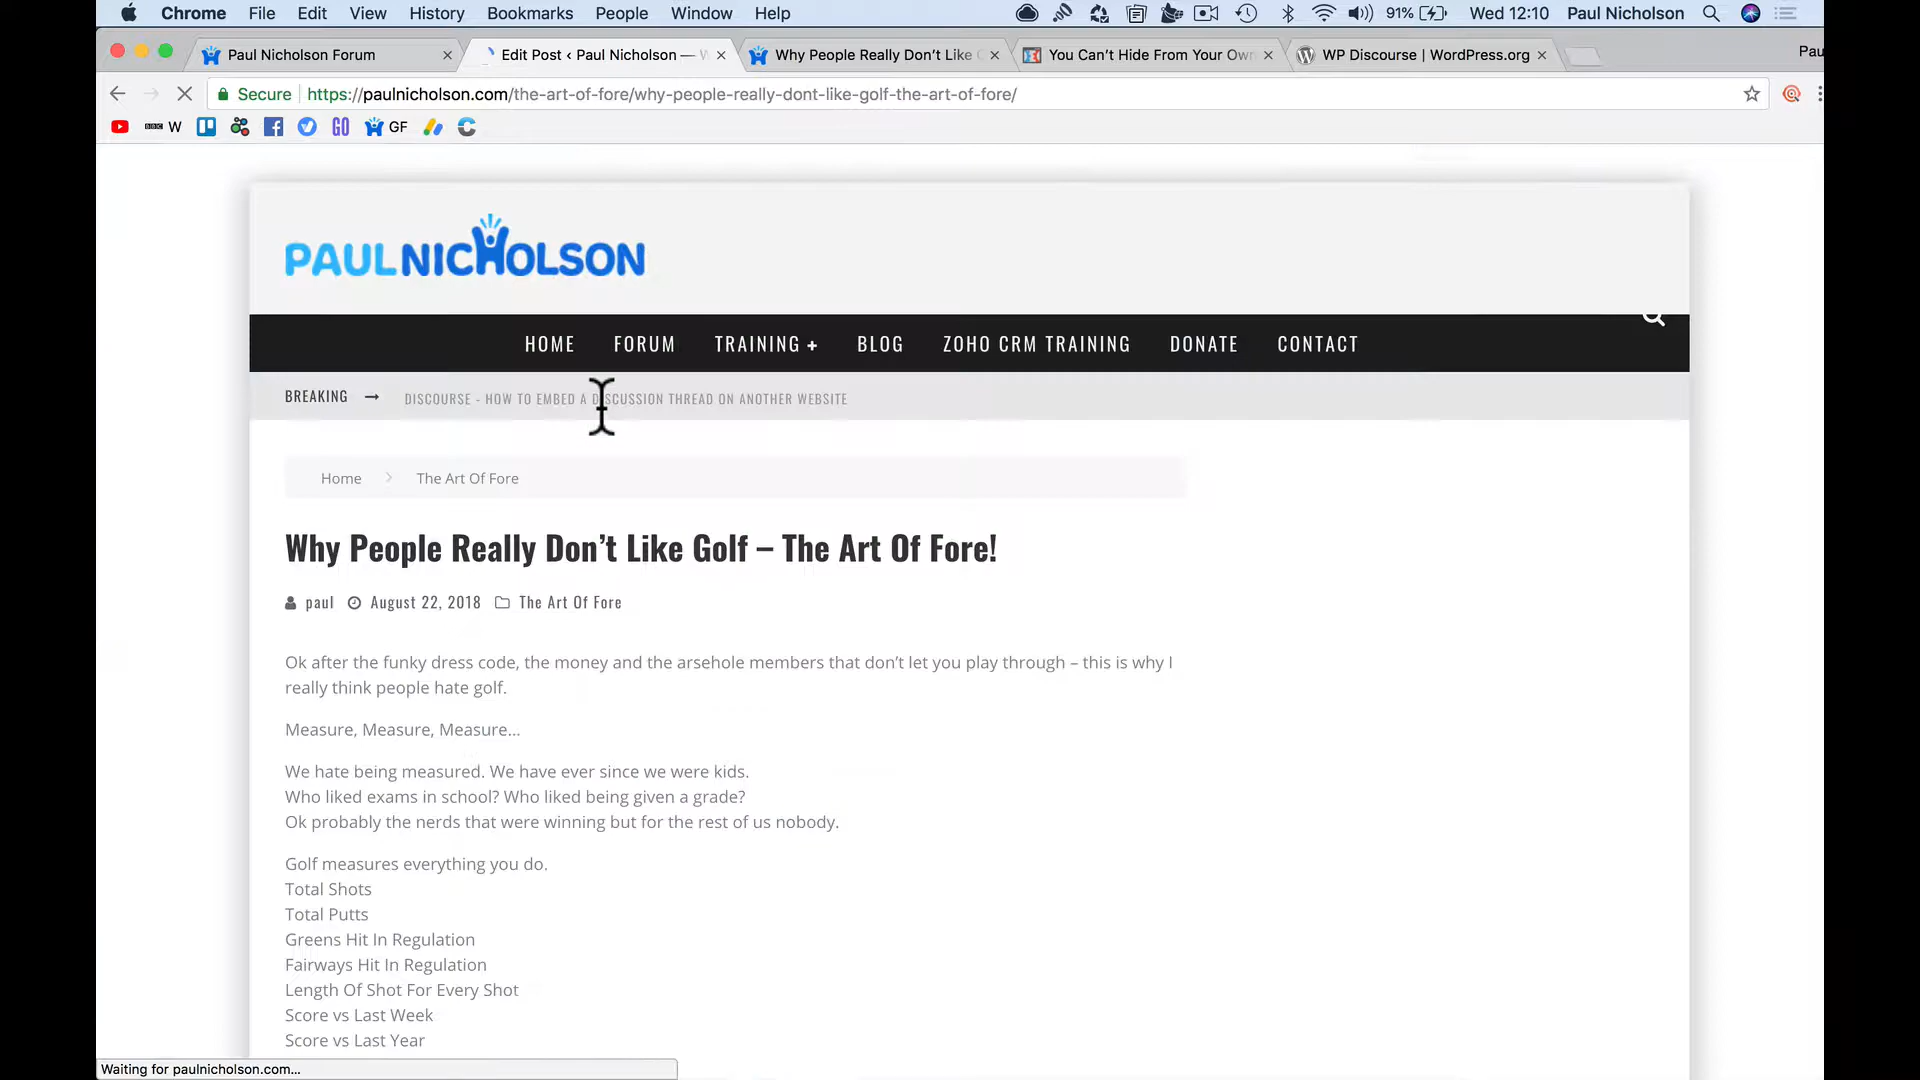 Chrome File Edit View History Bookmarks People Window Help 91% Wed 12:10 Paul Nicholson
Paul Nicholson Forum Edit Post ‹ Paul Nicholson — Why People Really Don’t Like You Can’t Hide From Your Own WP Discourse | WordPress.org Pau
Secure https://paulnicholson.com/the-art-of-fore/why-people-really-dont-like-golf-the-art-of-fore/
BBC W GO GF
PAULNICHOLSON
HOME FORUM TRAINING + BLOG ZOHO CRM TRAINING DONATE CONTACT
BREAKING → DISCOURSE - HOW TO EMBED A DISCUSSION THREAD ON ANOTHER WEBSITE
Home The Art Of Fore
Why People Really Don’t Like Golf – The Art Of Fore!
paul August 22, 2018 The Art Of Fore
Ok after the funky dress code, the money and the arsehole members that don’t let you play through – this is why I
really think people hate golf.
Measure, Measure, Measure…
We hate being measured. We have ever since we were kids.
Who liked exams in school? Who liked being given a grade?
Ok probably the nerds that were winning but for the rest of us nobody.
Golf measures everything you do.
Total Shots
Total Putts
Greens Hit In Regulation
Fairways Hit In Regulation
Length Of Shot For Every Shot
Score vs Last Week
Score vs Last Year
Waiting for paulnicholson.com...